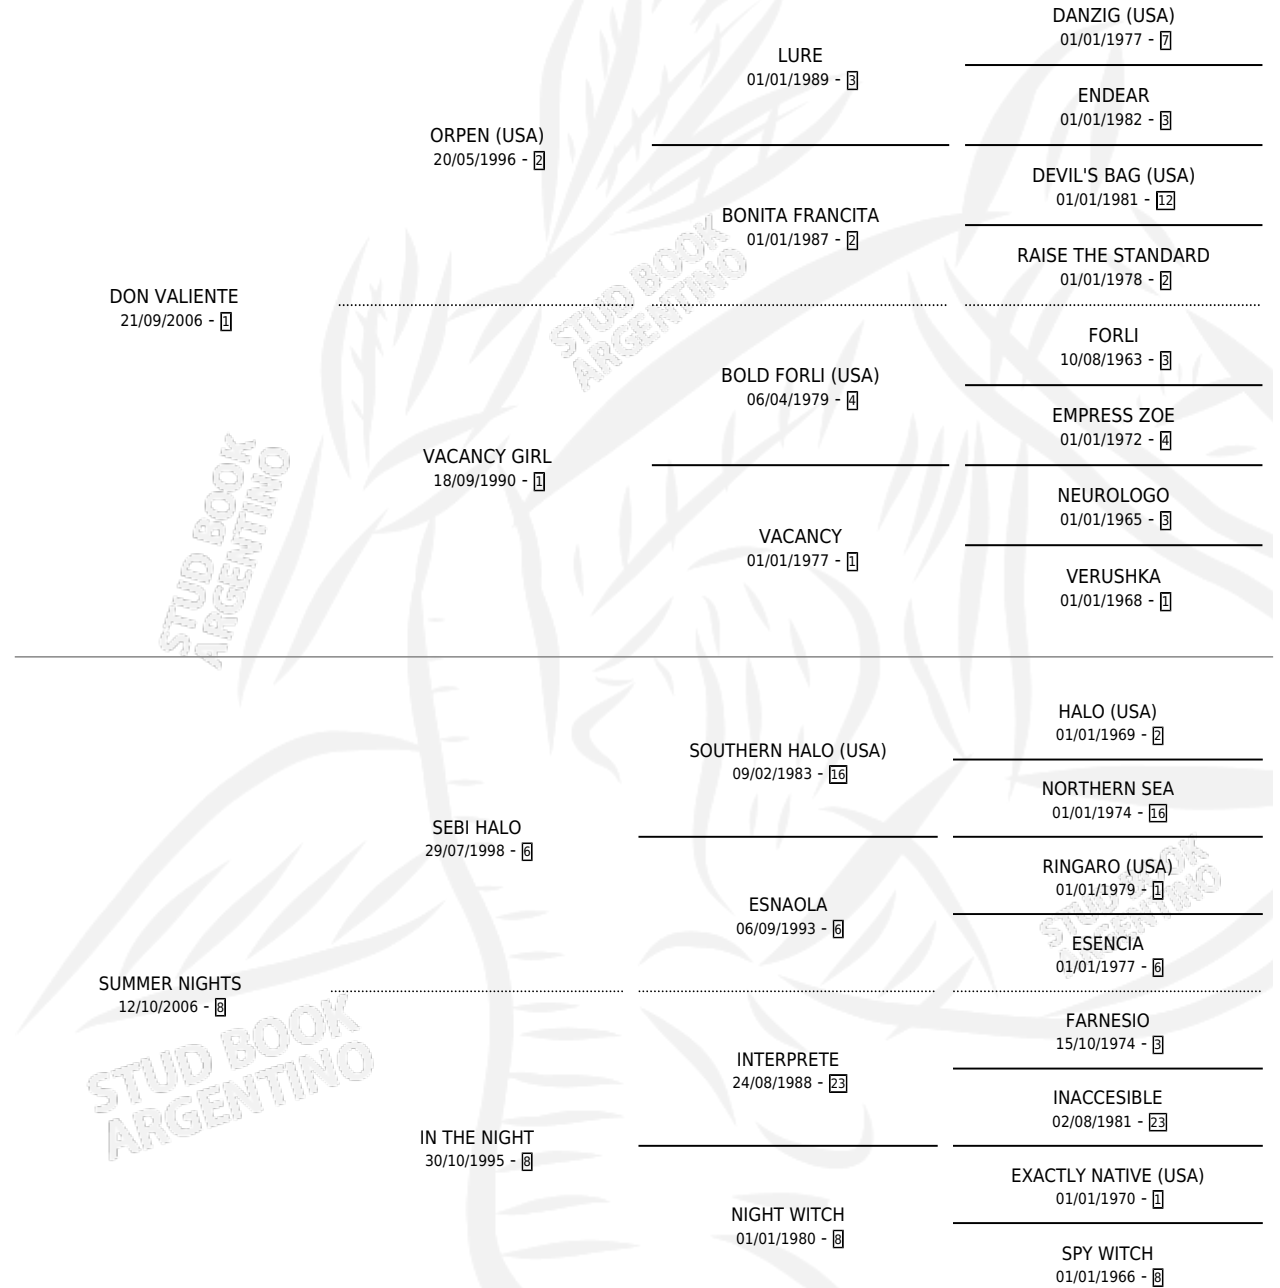 DANZIG (USA)
01/01/1977 - 7
LURE
01/01/1989 - 3
ENDEAR
01/01/1982 - 3
ORPEN (USA)
20/05/1996 - 2
DEVIL'S BAG (USA)
01/01/1981 - 12
BONITA FRANCITA
01/01/1987 - 2
RAISE THE STANDARD
01/01/1978 - 2
DON VALIENTE
21/09/2006 - 1
STUD BOOK
ARGENTINO
FORLI
10/08/1963 - 3
BOLD FORLI (USA)
06/04/1979 - 4
EMPRESS ZOE
01/01/1972 - 4
VACANCY GIRL
18/09/1990 - 1
NEUROLOGO
01/01/1965 - 3
VACANCY
01/01/1977 - 1
VERUSHKA
01/01/1968 - 1
STUD BOOK
ARGENTINO
HALO (USA)
01/01/1969 - 2
SOUTHERN HALO (USA)
09/02/1983 - 16
NORTHERN SEA
01/01/1974 - 16
SEBI HALO
29/07/1998 - 6
RINGARO (USA)
01/01/1979 - 1
ESNAOLA
06/09/1993 - 6
ESENCIA
01/01/1977 - 6
STUD BOOK
ARGENTINO
SUMMER NIGHTS
12/10/2006 - 8
FARNESIO
15/10/1974 - 3
INTERPRETE
24/08/1988 - 23
INACCESIBLE
02/08/1981 - 23
STUD BOOK
ARGENTINO
IN THE NIGHT
30/10/1995 - 8
EXACTLY NATIVE (USA)
01/01/1970 - 1
NIGHT WITCH
01/01/1980 - 8
SPY WITCH
01/01/1966 - 8